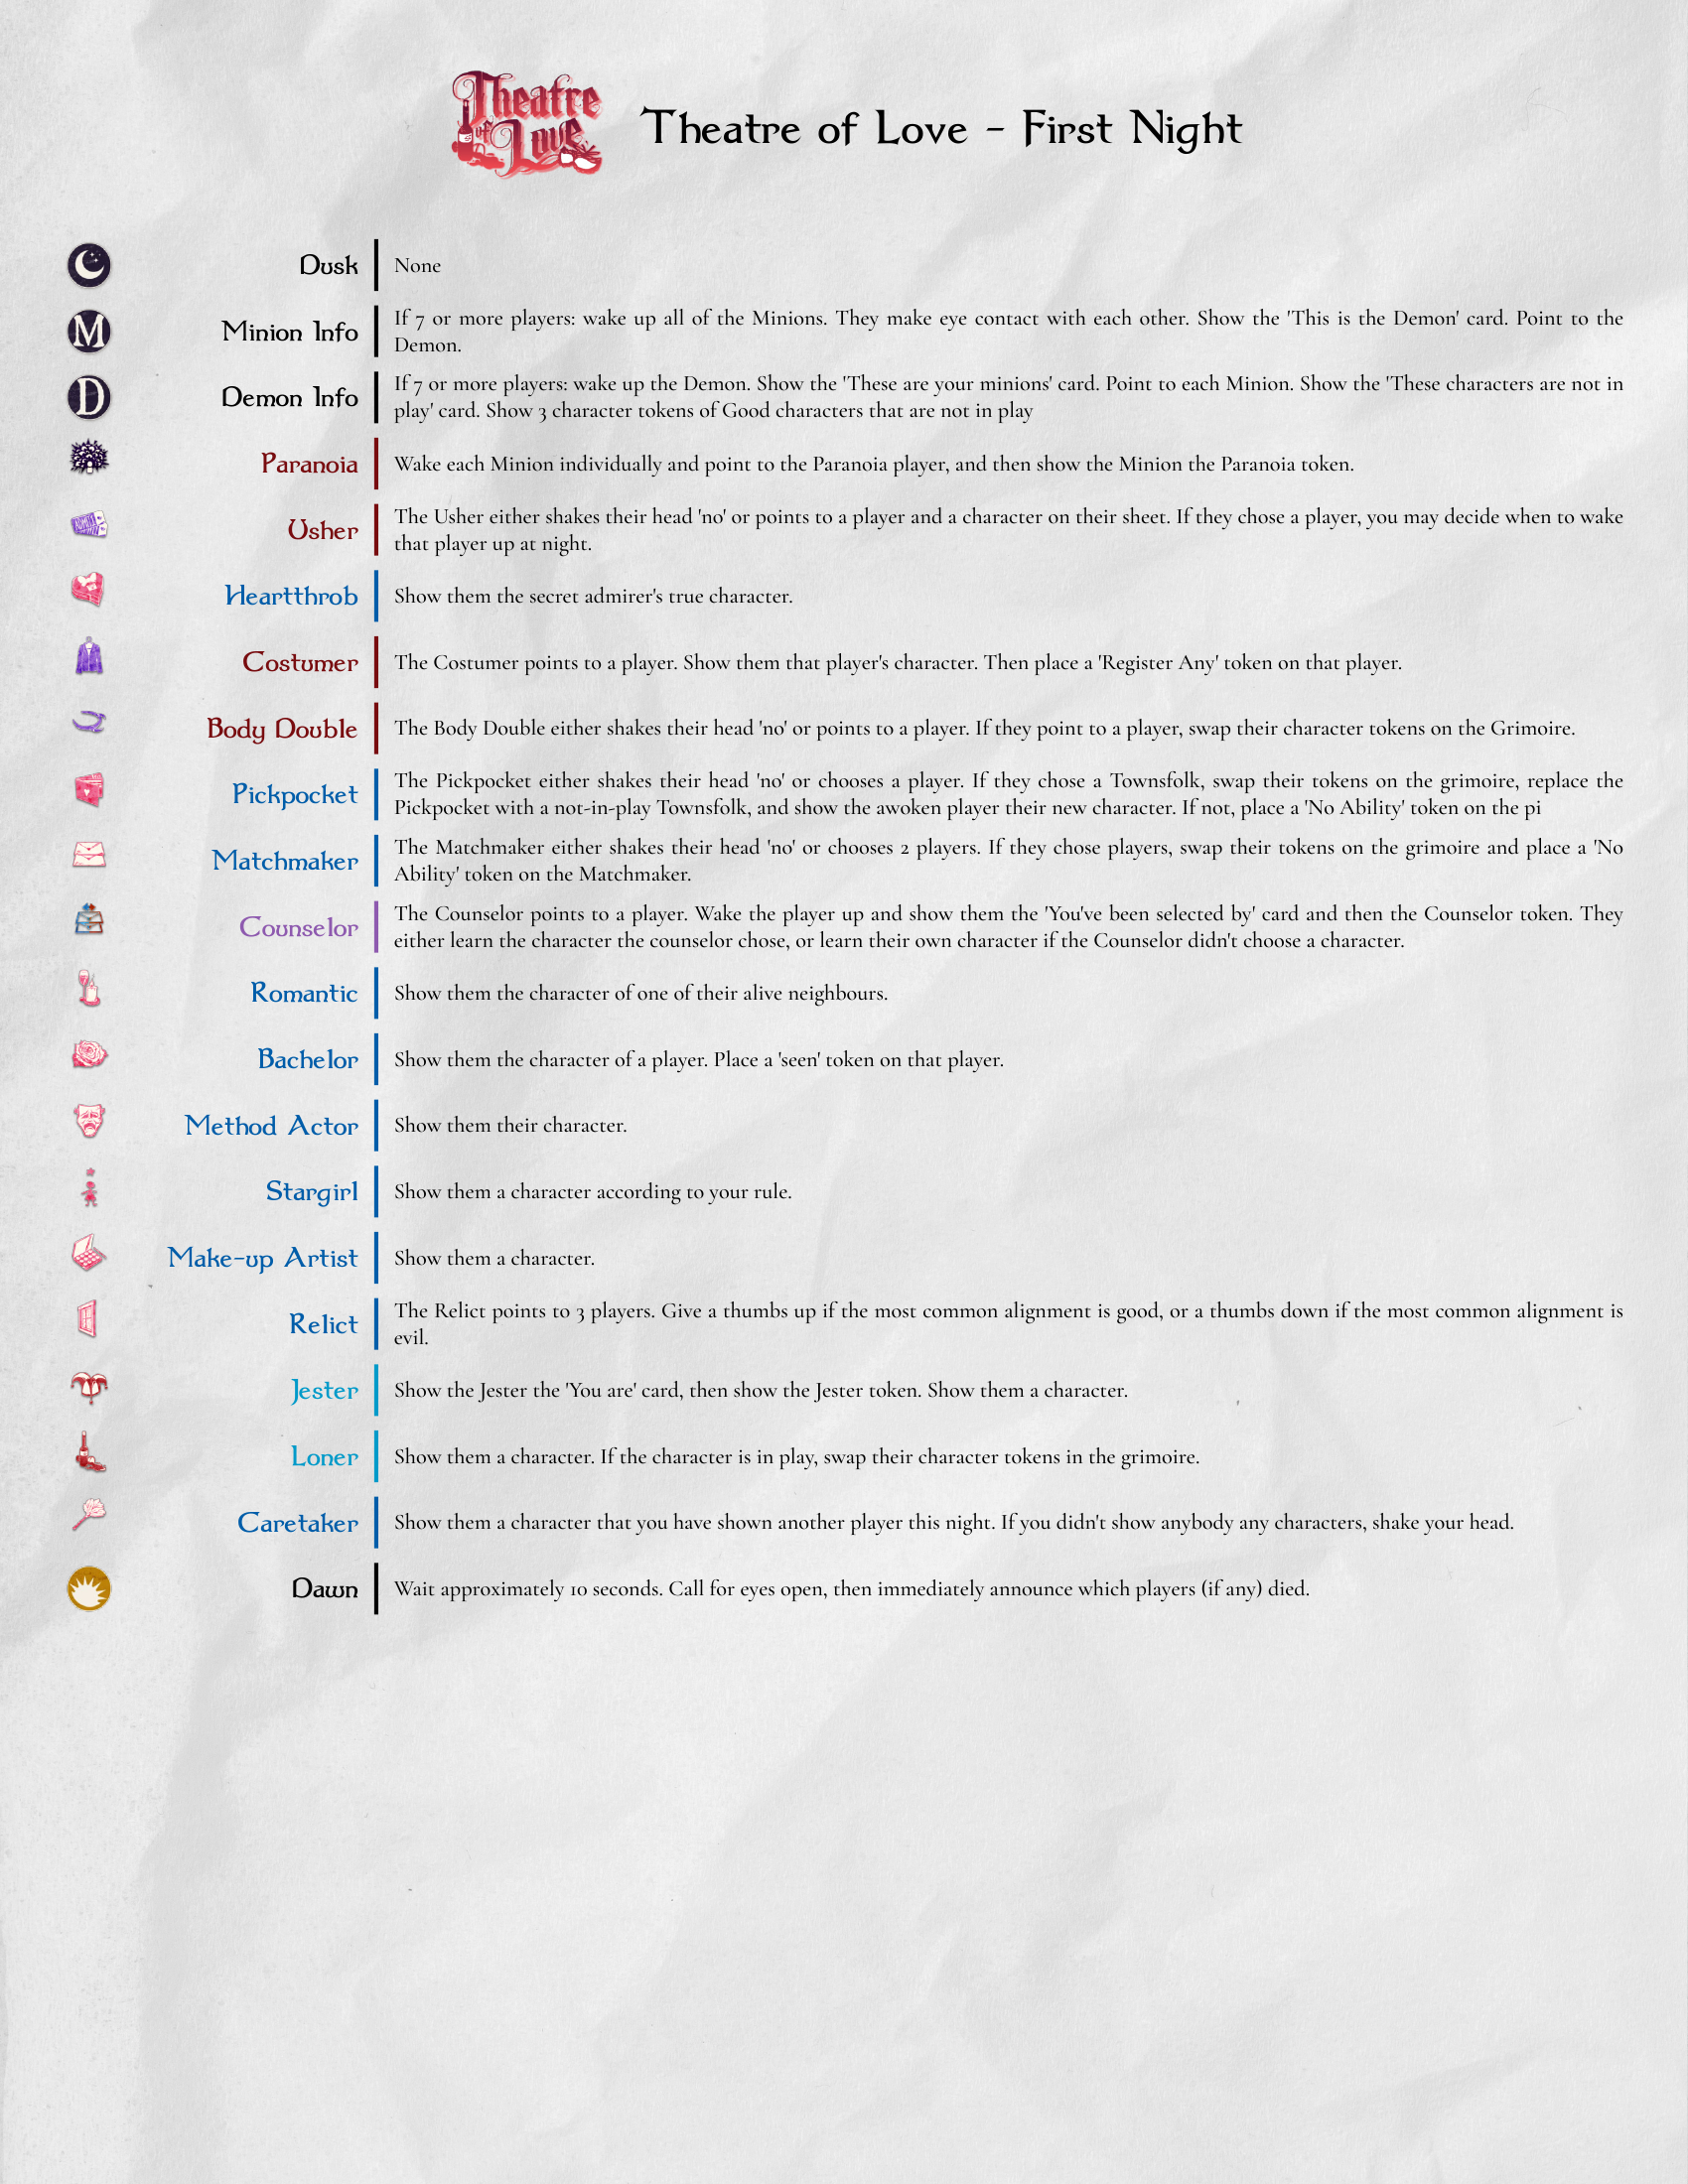 Theatre of Love
Theatre of Love - First Night
Dusk
None
M
Minion Info
If 7 or more players: wake up all of the Minions. They make eye contact with each other. Show the 'This is the Demon' card. Point to the
Demon.
D
Demon Info
If 7 or more players: wake up the Demon. Show the 'These are your minions' card. Point to each Minion. Show the 'These characters are not in
play' card. Show 3 character tokens of Good characters that are not in play
Paranoia
Wake each Minion individually and point to the Paranoia player, and then show the Minion the Paranoia token.
Usher
The Usher either shakes their head 'no' or points to a player and a character on their sheet. If they chose a player, you may decide when to wake
that player up at night.
Heartthrob
Show them the secret admirer's true character.
Costumer
The Costumer points to a player. Show them that player's character. Then place a 'Register Any' token on that player.
Body Double
The Body Double either shakes their head 'no' or points to a player. If they point to a player, swap their character tokens on the Grimoire.
Pickpocket
The Pickpocket either shakes their head 'no' or chooses a player. If they chose a Townsfolk, swap their tokens on the grimoire, replace the
Pickpocket with a not-in-play Townsfolk, and show the awoken player their new character. If not, place a 'No Ability' token on the pi
Matchmaker
The Matchmaker either shakes their head 'no' or chooses 2 players. If they chose players, swap their tokens on the grimoire and place a 'No
Ability' token on the Matchmaker.
Counselor
The Counselor points to a player. Wake the player up and show them the 'You've been selected by' card and then the Counselor token. They
either learn the character the counselor chose, or learn their own character if the Counselor didn't choose a character.
Romantic
Show them the character of one of their alive neighbours.
Bachelor
Show them the character of a player. Place a 'seen' token on that player.
Method Actor
Show them their character.
Stargirl
Show them a character according to your rule.
Make-up Artist
Show them a character.
Relict
The Relict points to 3 players. Give a thumbs up if the most common alignment is good, or a thumbs down if the most common alignment is
evil.
Jester
Show the Jester the 'You are' card, then show the Jester token. Show them a character.
Loner
Show them a character. If the character is in play, swap their character tokens in the grimoire.
Caretaker
Show them a character that you have shown another player this night. If you didn't show anybody any characters, shake your head.
Dawn
Wait approximately 10 seconds. Call for eyes open, then immediately announce which players (if any) died.